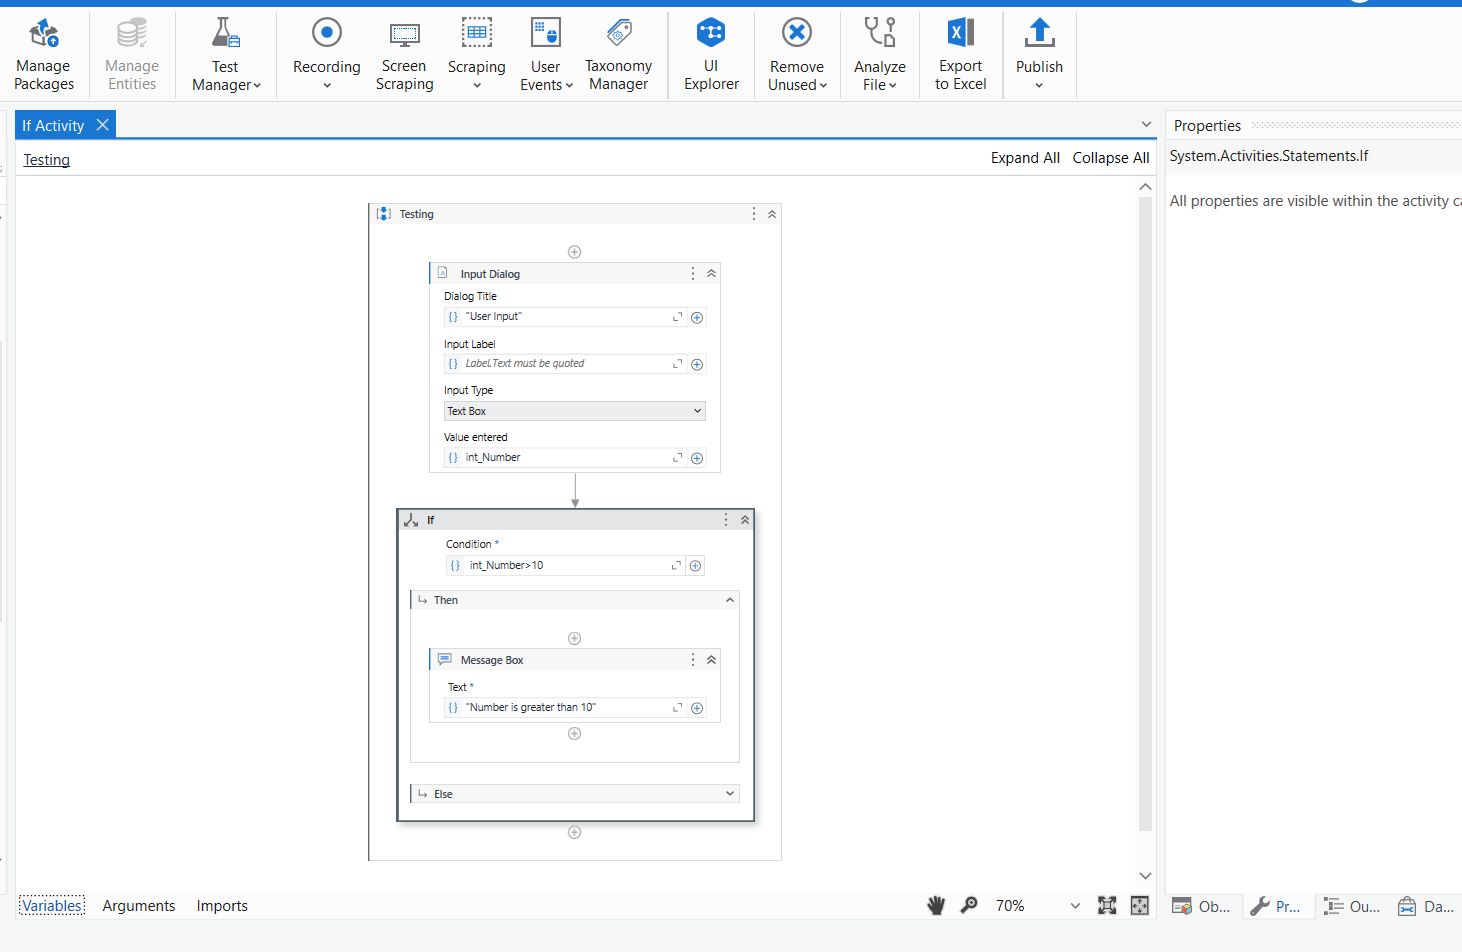 Manage Packages
Manage Entities
Test Manager
Recording
Screen Scraping
Scraping
User Events
Taxonomy Manager
UI Explorer
Remove Unused
Analyze File
Export to Excel
Publish
If Activity
Testing
Expand All Collapse All
Testing
Input Dialog
Dialog Title
{} "User Input"
Input Label
{} Label.Text must be quoted
Input Type
Text Box
Value entered
{} int_Number
If
Condition *
{} int_Number>10
Then
Message Box
Text *
{} "Number is greater than 10"
Else
Variables Arguments Imports
70%
Properties
System.Activities.Statements.If
All properties are visible within the activity ca
Ob... Pr... Ou... Da...